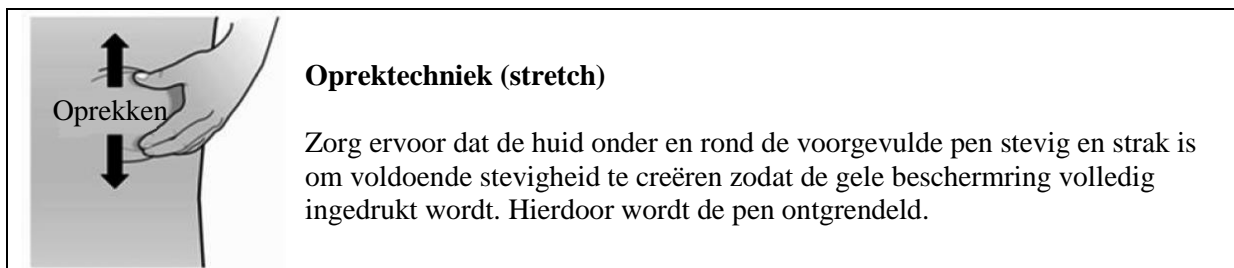 Oprekken
Oprektechniek (stretch)
Zorg ervoor dat de huid onder en rond de voorgevulde pen stevig en strak is
om voldoende stevigheid te creëren zodat de gele beschermring volledig
ingedrukt wordt. Hierdoor wordt de pen ontgrendeld.